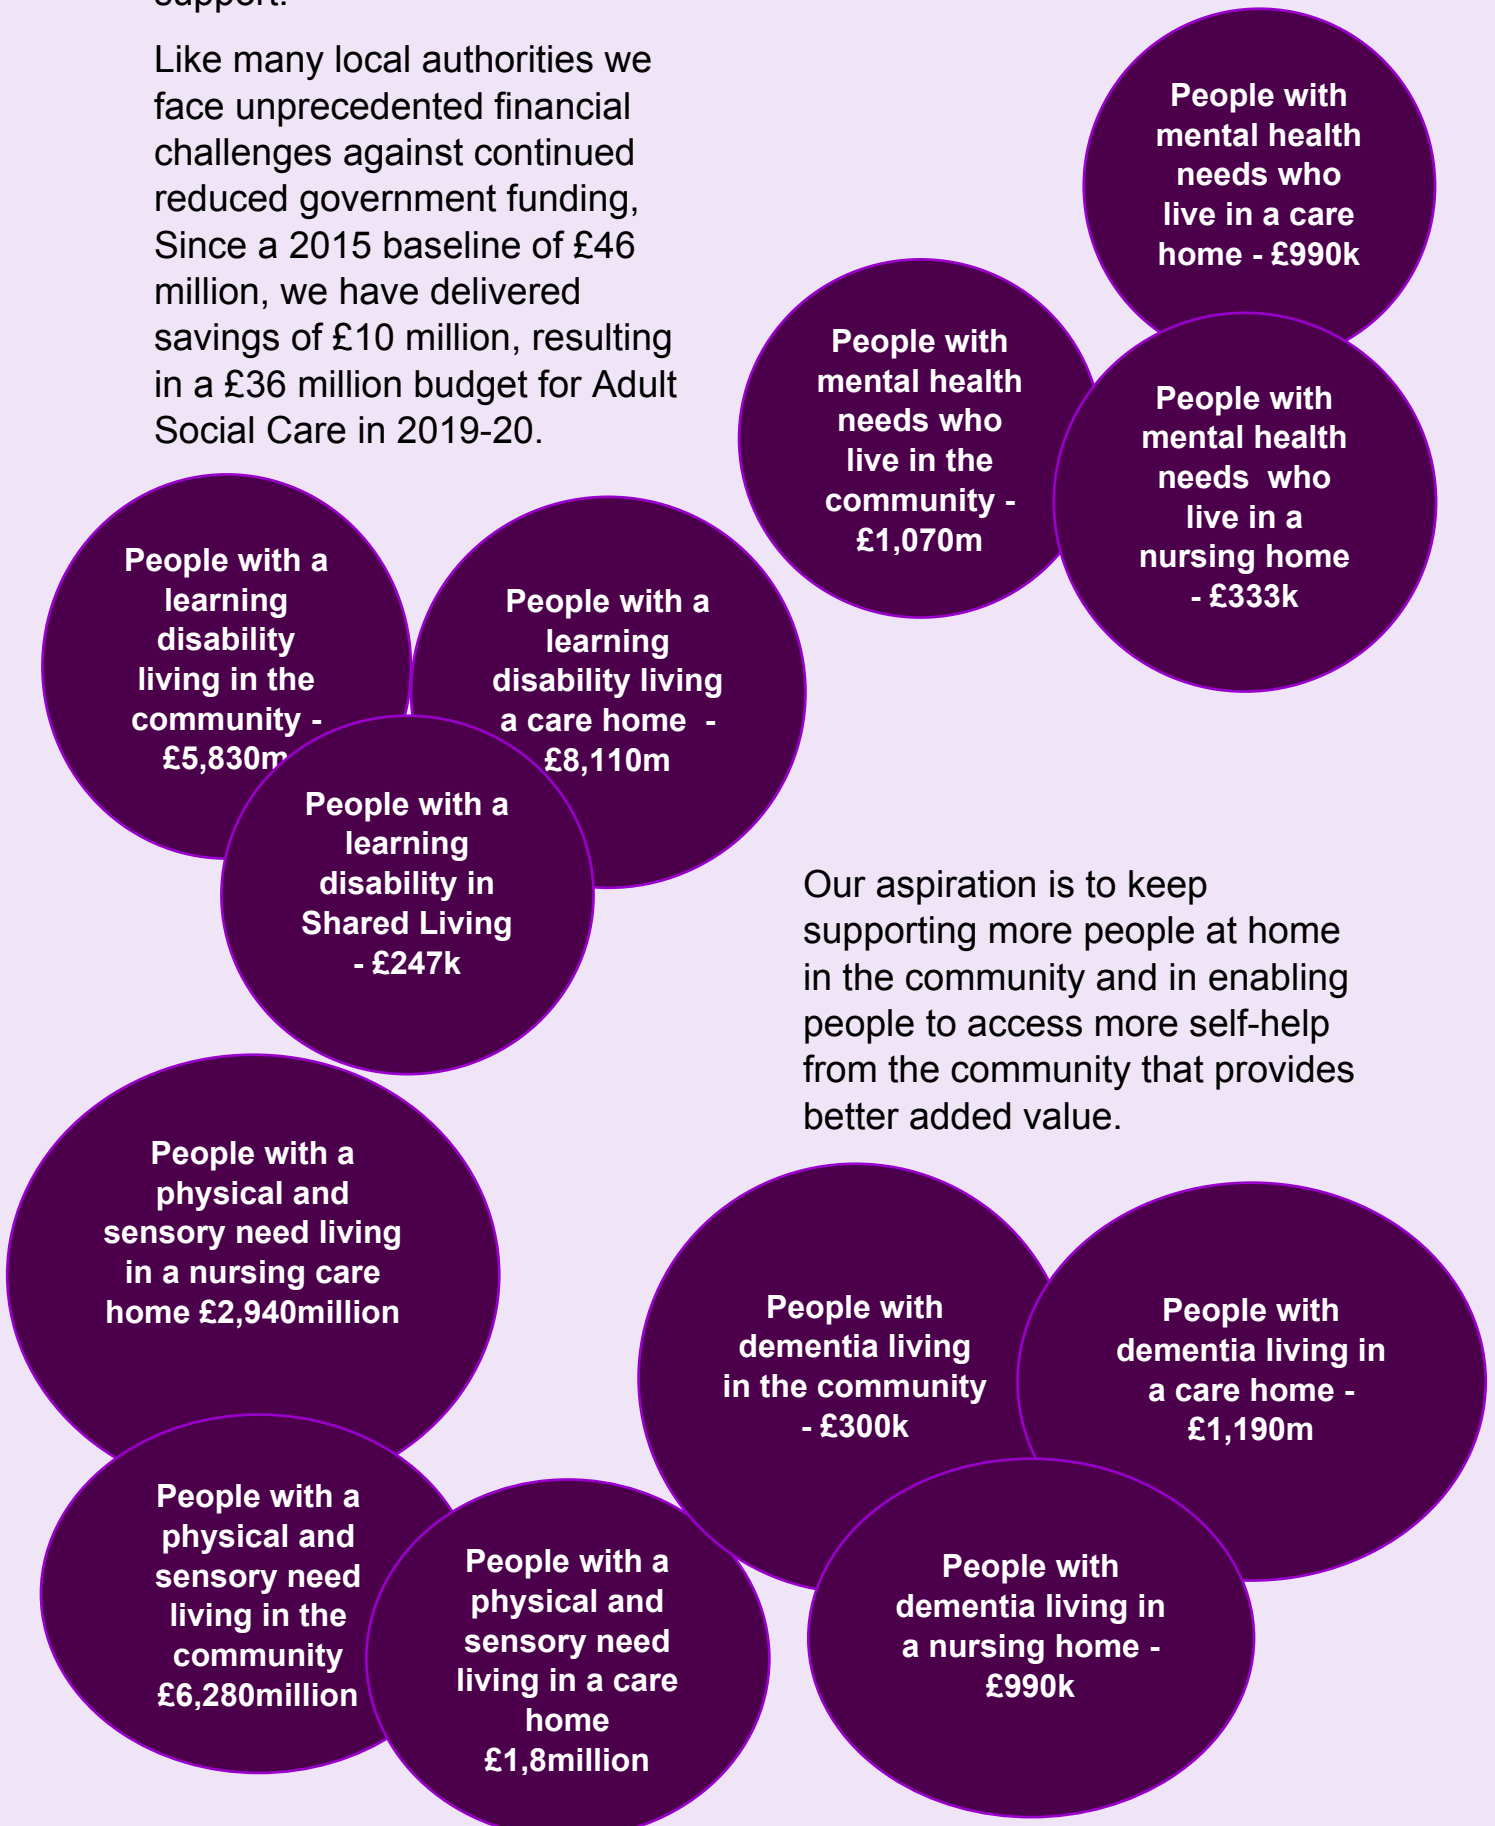 support.
Like many local authorities we
face unprecedented financial
challenges against continued
reduced government funding,
Since a 2015 baseline of £46
million, we have delivered
savings of £10 million, resulting
in a £36 million budget for Adult
Social Care in 2019-20.
People with
mental health
needs who
live in a care
home - £990k
People with
mental health
needs who
live in the
community -
£1,070m
People with
mental health
needs  who
live in a
nursing home
- £333k
People with a
learning
disability
living in the
community -
£5,830m
People with a
learning
disability living
a care home  -
£8,110m
People with a
learning
disability in
Shared Living
- £247k
Our aspiration is to keep
supporting more people at home
in the community and in enabling
people to access more self-help
from the community that provides
better added value.
People with a
physical and
sensory need living
in a nursing care
home £2,940million
People with a
physical and
sensory need
living in the
community
£6,280million
People with a
physical and
sensory need
living in a care
home
£1,8million
People with
dementia living
in the community
- £300k
People with
dementia living in
a care home -
£1,190m
People with
dementia living in
a nursing home -
£990k